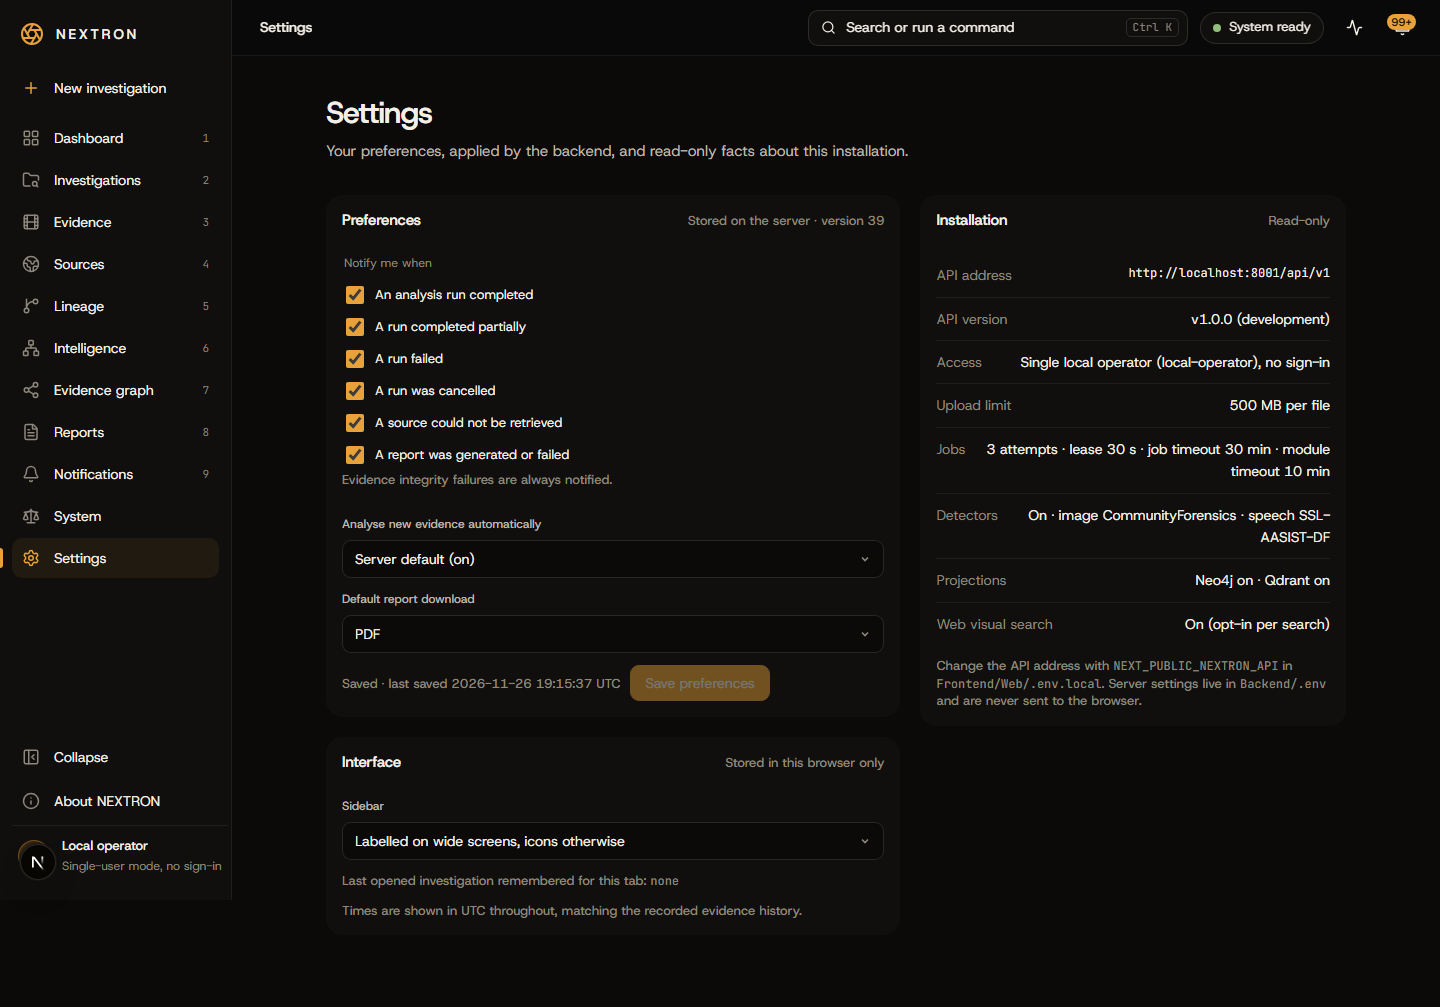 NEXTRON
New investigation
Dashboard 1
Investigations 2
Evidence 3
Sources 4
Lineage 5
Intelligence 6
Evidence graph 7
Reports 8
Notifications 9
System
Settings
Collapse
About NEXTRON
N
Local operator
Single-user mode, no sign-in
Settings
Search or run a command Ctrl K
System ready
99+
Settings
Your preferences, applied by the backend, and read-only facts about this installation.
Preferences Stored on the server · version 39
Notify me when
An analysis run completed
A run completed partially
A run failed
A run was cancelled
A source could not be retrieved
A report was generated or failed
Evidence integrity failures are always notified.
Analyse new evidence automatically
Server default (on)
Default report download
PDF
Saved · last saved 2026-11-26 19:15:37 UTC Save preferences
Interface Stored in this browser only
Sidebar
Labelled on wide screens, icons otherwise
Last opened investigation remembered for this tab: none
Times are shown in UTC throughout, matching the recorded evidence history.
Installation Read-only
API address http://localhost:8001/api/v1
API version v1.0.0 (development)
Access Single local operator (local-operator), no sign-in
Upload limit 500 MB per file
Jobs 3 attempts · lease 30 s · job timeout 30 min · module
timeout 10 min
Detectors On · image CommunityForensics · speech SSL-
AASIST-DF
Projections Neo4j on · Qdrant on
Web visual search On (opt-in per search)
Change the API address with NEXT_PUBLIC_NEXTRON_API in
Frontend/Web/.env.local. Server settings live in Backend/.env
and are never sent to the browser.